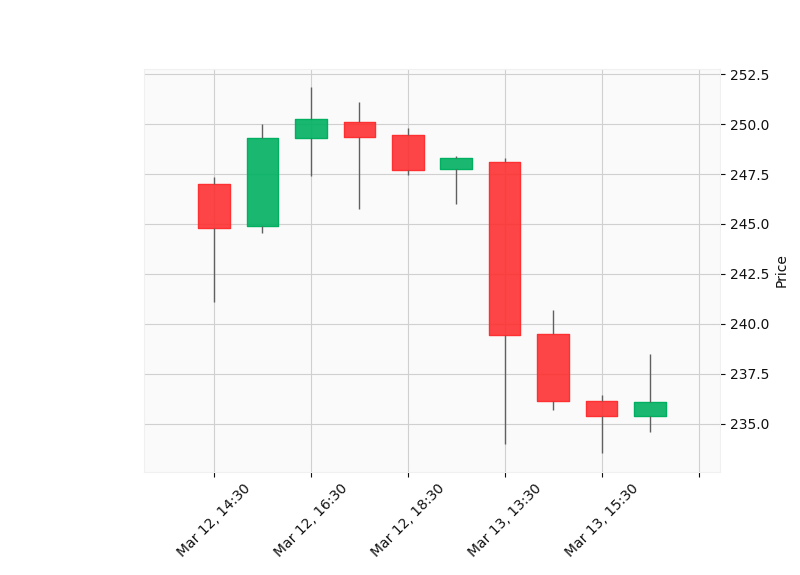 252.5
250.0
247.5
245.0
242.5
240.0
237.5
235.0
Price
Mar 12, 14:30
Mar 12, 16:30
Mar 12, 18:30
Mar 13, 13:30
Mar 13, 15:30